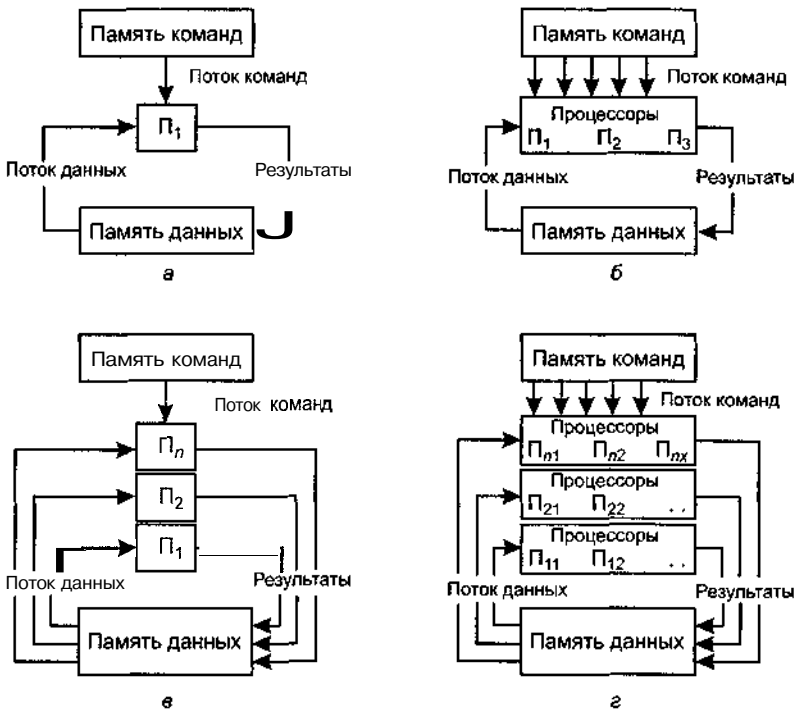 Память команд
Поток команд
П1
Поток данных
Результаты
Память данных
а
Память команд
Поток команд
Процессоры
П1 П2 П3
Поток данных
Результаты
Память данных
б
Память команд
Поток команд
Пn
П2
П1
Поток данных
Результаты
Память данных
в
Память команд
Поток команд
Процессоры
Пn1 Пn2 Пnx
Процессоры
П21 П22 ..
Процессоры
П11 П12 ..
Поток данных
Результаты
Память данных
г